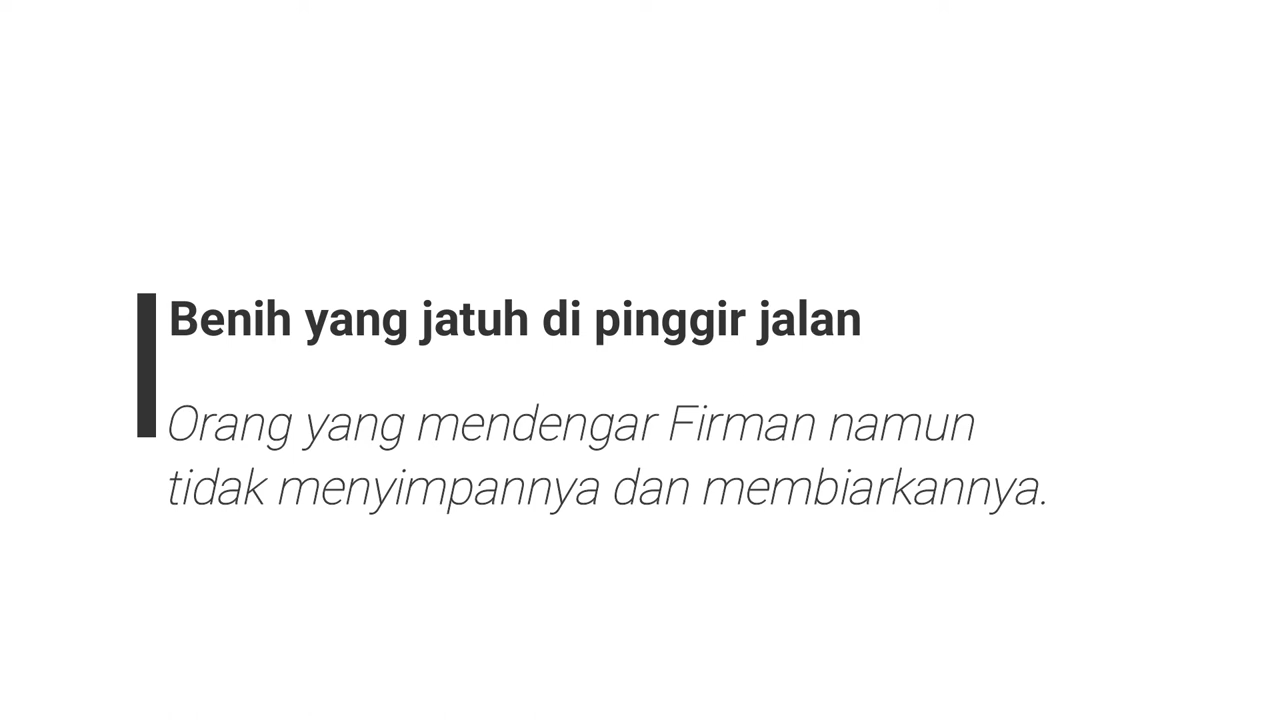 Benih yang jatuh di pinggir jalan
Orang yang mendengar Firman namun
tidak menyimpannya dan membiarkannya.